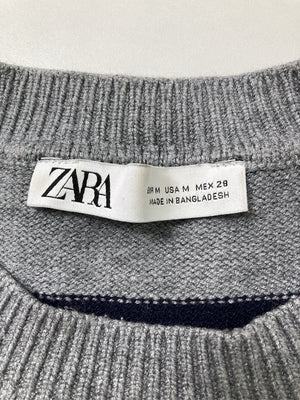 ZARA
EUR M USA M MEX 28
MADE IN BANGLADESH